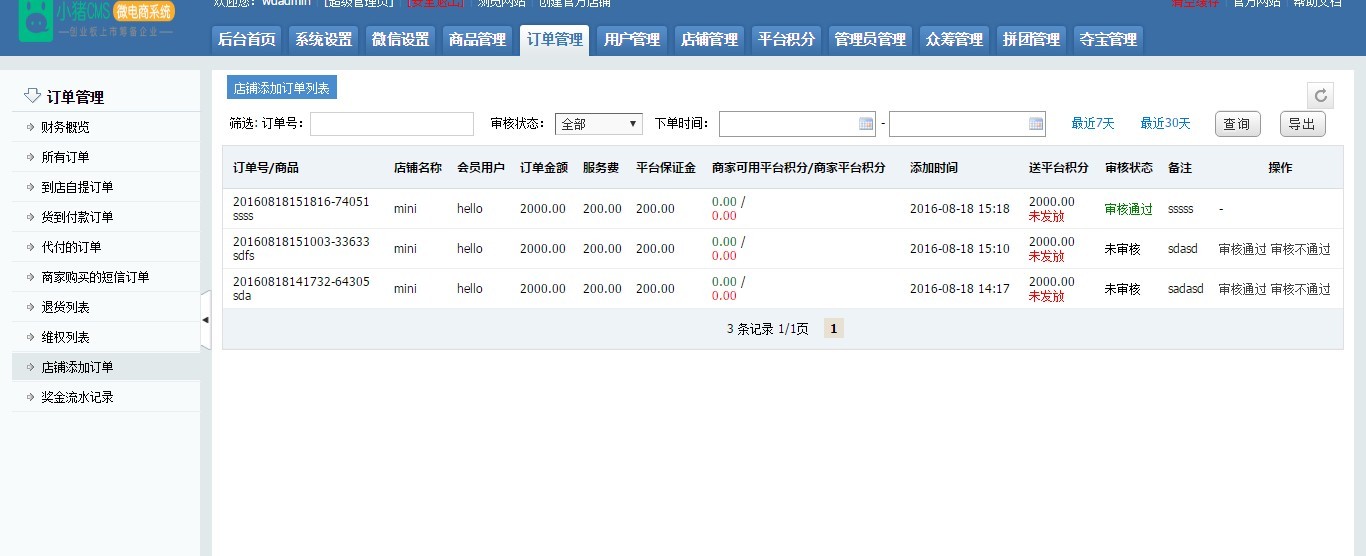 小猪CMS 微电商系统
—创业板上市筹备企业—
欢迎您: wuadmin | [超级管理员] | [安全退出] | 浏览网站 | 创建官方店铺
清空缓存 | 官方网站 | 帮助文档
后台首页 系统设置 微信设置 商品管理 订单管理 用户管理 店铺管理 平台积分 管理员管理 众筹管理 拼团管理 夺宝管理
订单管理
财务概览
所有订单
到店自提订单
货到付款订单
代付的订单
商家购买的短信订单
退货列表
维权列表
店铺添加订单
奖金流水记录
店铺添加订单列表
筛选: 订单号: 审核状态: 全部 下单时间: - 最近7天 最近30天 查询 导出
订单号/商品 店铺名称 会员用户 订单金额 服务费 平台保证金 商家可用平台积分/商家平台积分 添加时间 送平台积分 审核状态 备注 操作
20160818151816-74051
ssss
mini hello 2000.00 200.00 200.00
0.00 /
0.00
2016-08-18 15:18
2000.00
未发放
审核通过 sssss -
20160818151003-33633
sdfs
mini hello 2000.00 200.00 200.00
0.00 /
0.00
2016-08-18 15:10
2000.00
未发放
未审核 sdasd 审核通过 审核不通过
20160818141732-64305
sda
mini hello 2000.00 200.00 200.00
0.00 /
0.00
2016-08-18 14:17
2000.00
未发放
未审核 sadasd 审核通过 审核不通过
3 条记录 1/1页 1